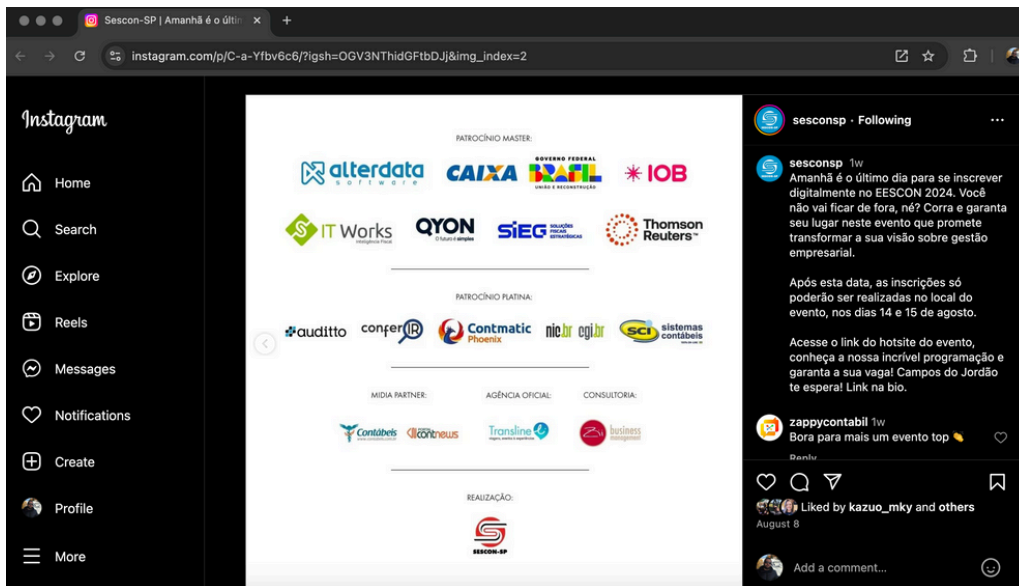 Sescon-SP | Amanhã é o últin
instagram.com/p/C-a-Yfbv6c6/?igsh=OGV3NThidGFtbDJj&img_index=2
Instagram
Home
Search
Explore
Reels
Messages
Notifications
Create
Profile
More
PATROCÍNIO MASTER:
alterdata
software
CAIXA
GOVERNO FEDERAL
BRASIL
UNIÃO E RECONSTRUÇÃO
IOB
IT Works
Inteligência Fiscal
QYON
O futuro é simples
SIEG SOLUÇÕES
FISCAIS
ESTRATÉGICAS
Thomson
Reuters™
PATROCÍNIO PLATINA:
auditto
conferIR
Contmatic
Phoenix
nic.br cgi.br
SCI sistemas
contábeis
MIDIA PARTNER:
Contábeis
contnews
AGÊNCIA OFICIAL:
Transline
CONSULTORIA:
business
management
REALIZAÇÃO:
SESCON-SP
sesconsp · Following
sesconsp 1w
Amanhã é o último dia para se inscrever
digitalmente no EESCON 2024. Você
não vai ficar de fora, né? Corra e garanta
seu lugar neste evento que promete
transformar a sua visão sobre gestão
empresarial.
Após esta data, as inscrições só
poderão ser realizadas no local do
evento, nos dias 14 e 15 de agosto.
Acesse o link do hotsite do evento,
conheça a nossa incrível programação e
garanta a sua vaga! Campos do Jordão
te espera! Link na bio.
zappycontabil 1w
Bora para mais um evento top 👏
Reply
Liked by kazuo_mky and others
August 8
Add a comment...